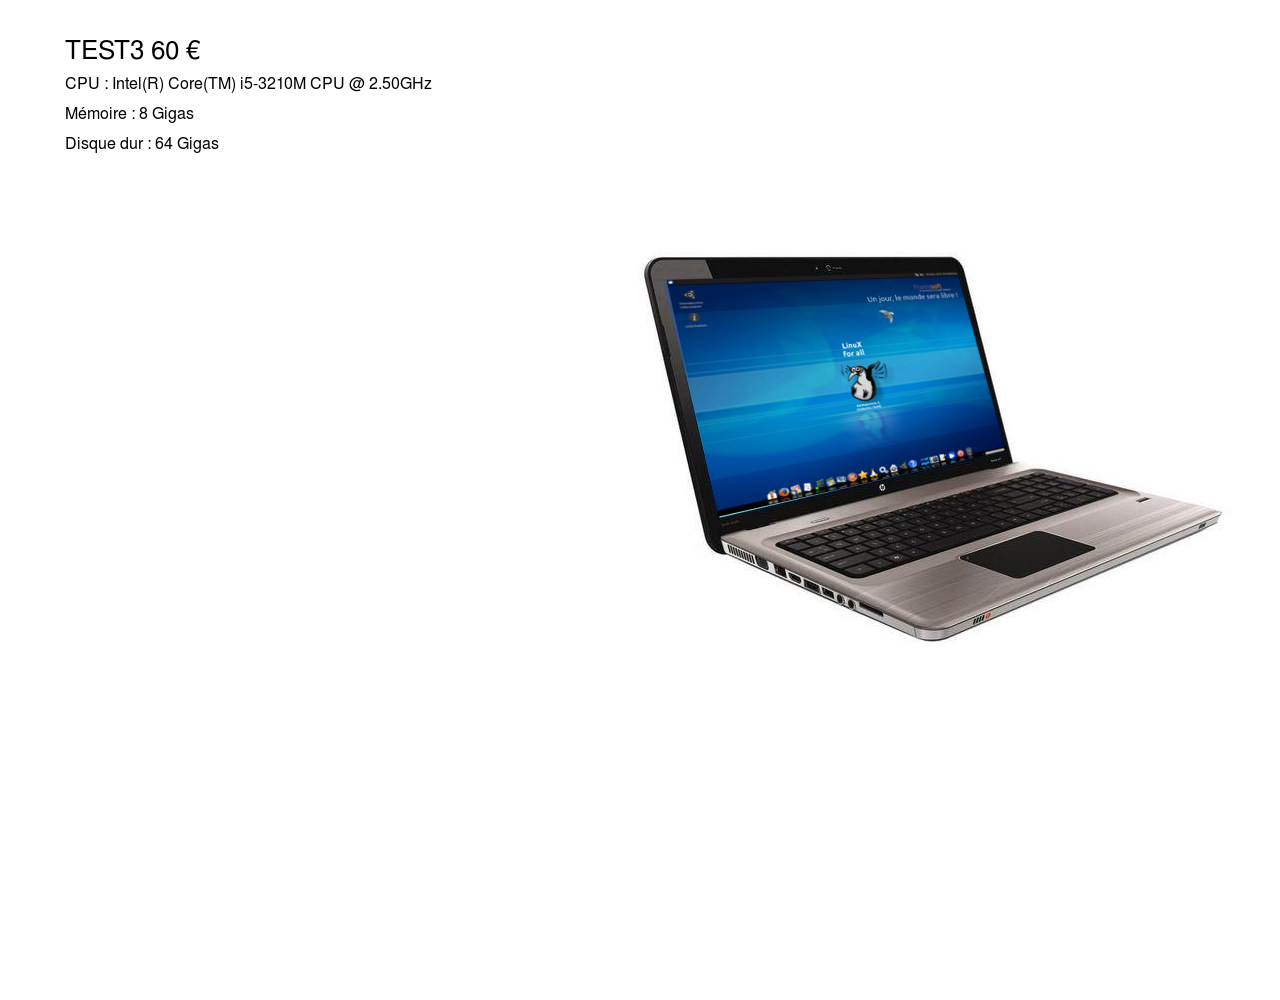 TEST3 60 €
CPU : Intel(R) Core(TM) i5-3210M CPU @ 2.50GHz
Mémoire : 8 Gigas
Disque dur : 64 Gigas
Un jour, le monde sera libre !
LinuX
for all